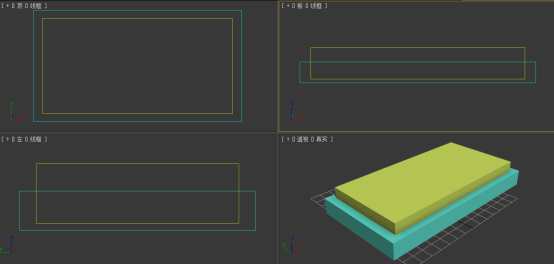 [ + 0 顶 0 线框 ]
[ + 0 前 0 线框 ]
[ + 0 左 0 线框 ]
[ + 0 透视 0 真实 ]